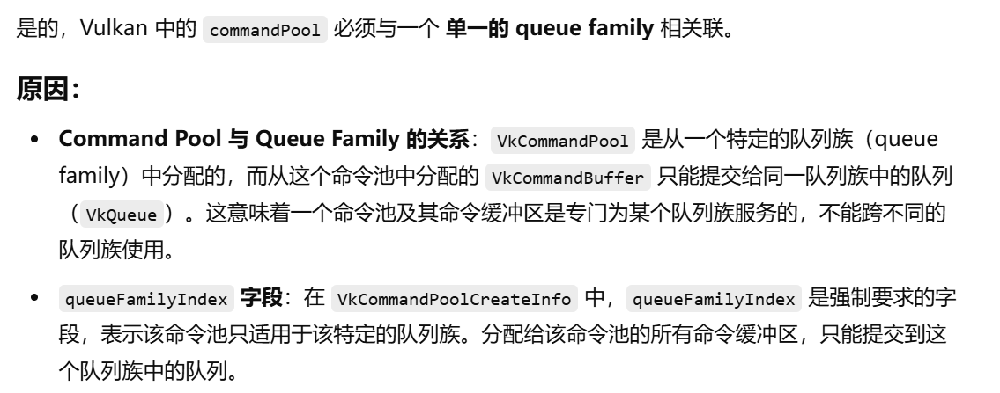 是的，Vulkan 中的 commandPool 必须与一个 单一的 queue family 相关联。
原因：
• Command Pool 与 Queue Family 的关系：VkCommandPool 是从一个特定的队列族（queue
family）中分配的，而从这个命令池中分配的 VkCommandBuffer 只能提交给同一队列族中的队列
（VkQueue）。这意味着一个命令池及其命令缓冲区是专门为某个队列族服务的，不能跨不同的
队列族使用。
• queueFamilyIndex 字段：在 VkCommandPoolCreateInfo 中，queueFamilyIndex 是强制要求的字
段，表示该命令池只适用于该特定的队列族。分配给该命令池的所有命令缓冲区，只能提交到这
个队列族中的队列。